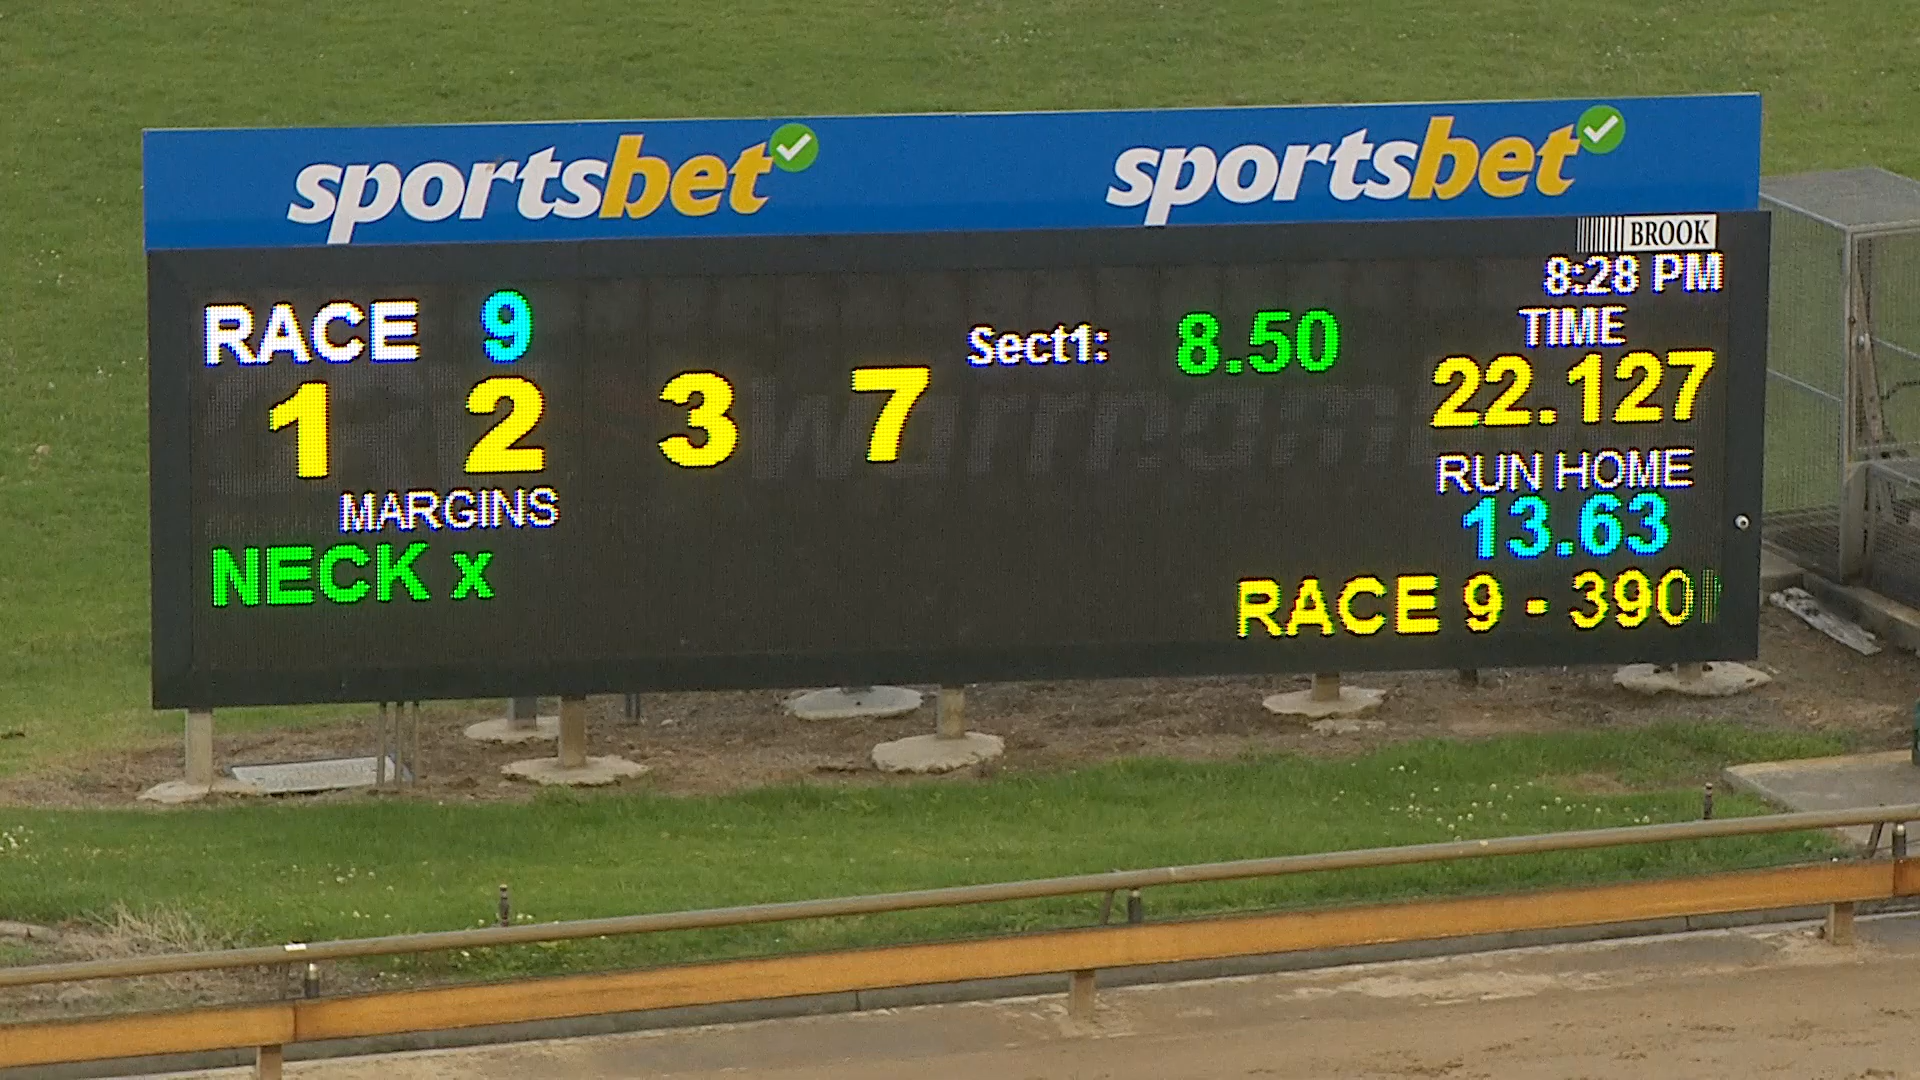 sportsbet sportsbet
BROOK
8:28 PM
RACE 9
Sect1: 8.50
TIME
22.127
1 2 3 7
RUN HOME
13.63
MARGINS
NECK x
RACE 9 - 390